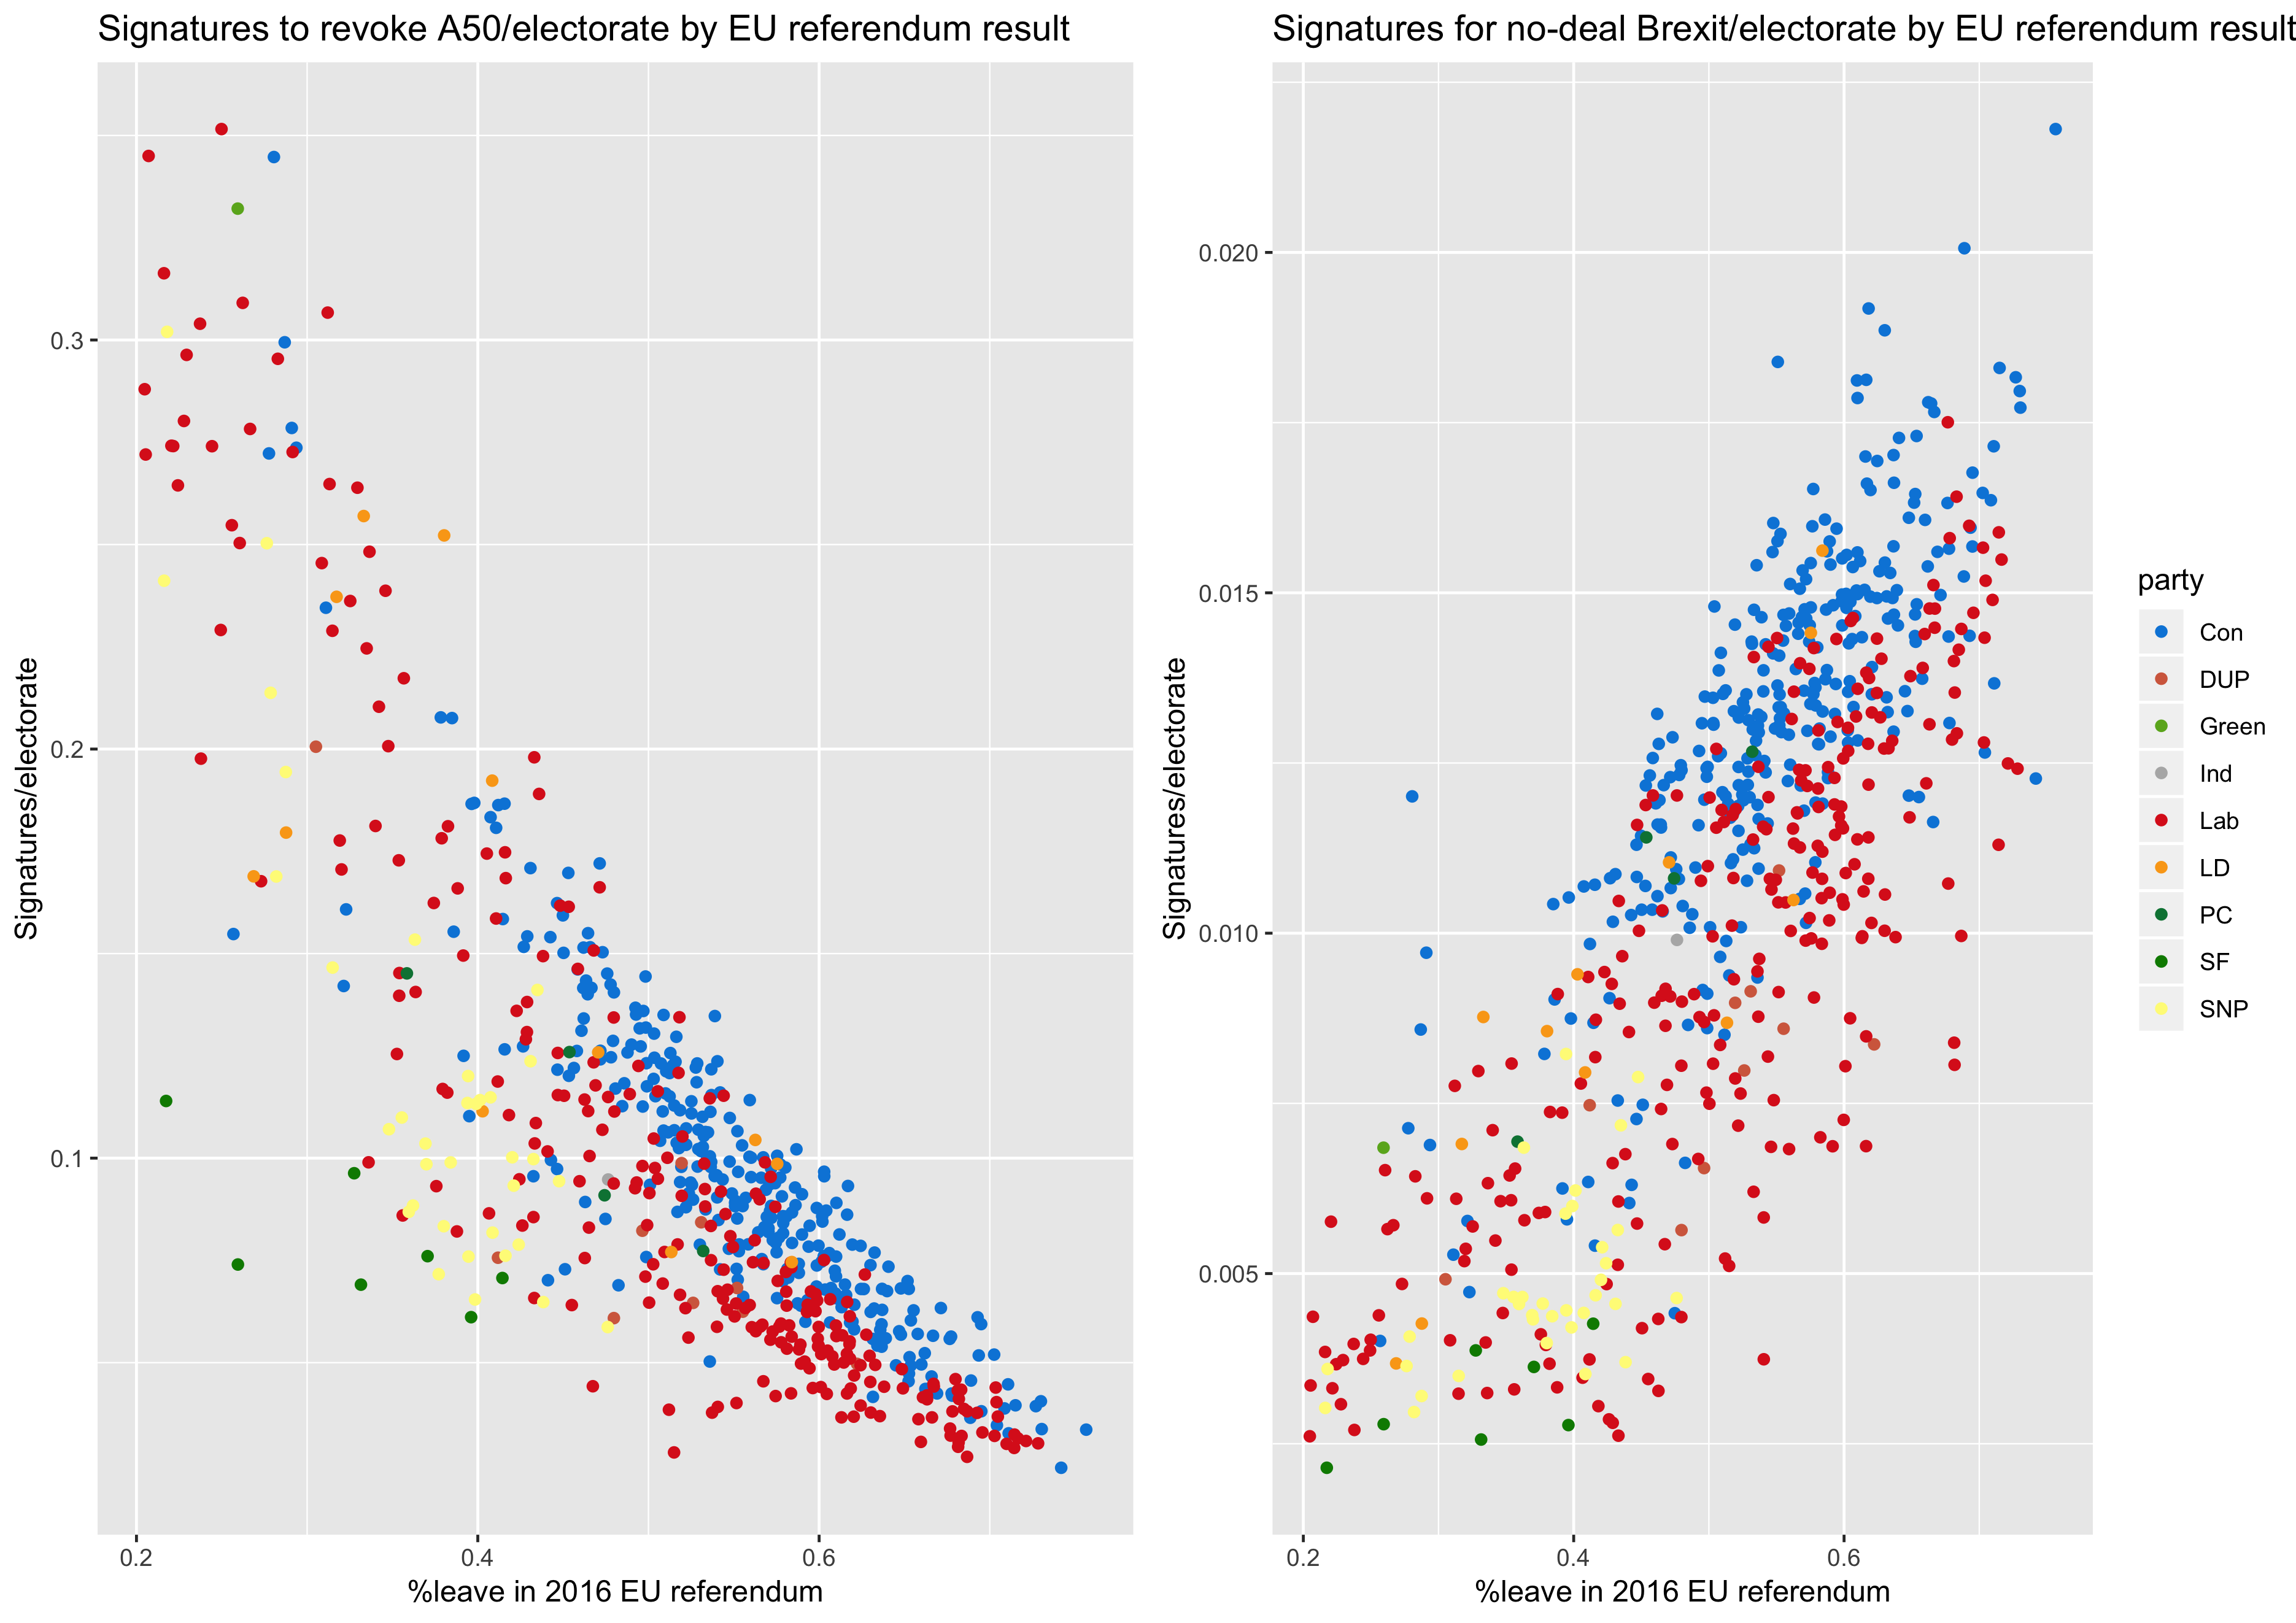 Signatures to revoke A50/electorate by EU referendum result
Signatures/electorate
0.3
0.2
0.1
0.2
0.4
0.6
%leave in 2016 EU referendum
Signatures for no-deal Brexit/electorate by EU referendum result
Signatures/electorate
0.020
0.015
0.010
0.005
0.2
0.4
0.6
%leave in 2016 EU referendum
party
Con
DUP
Green
Ind
Lab
LD
PC
SF
SNP